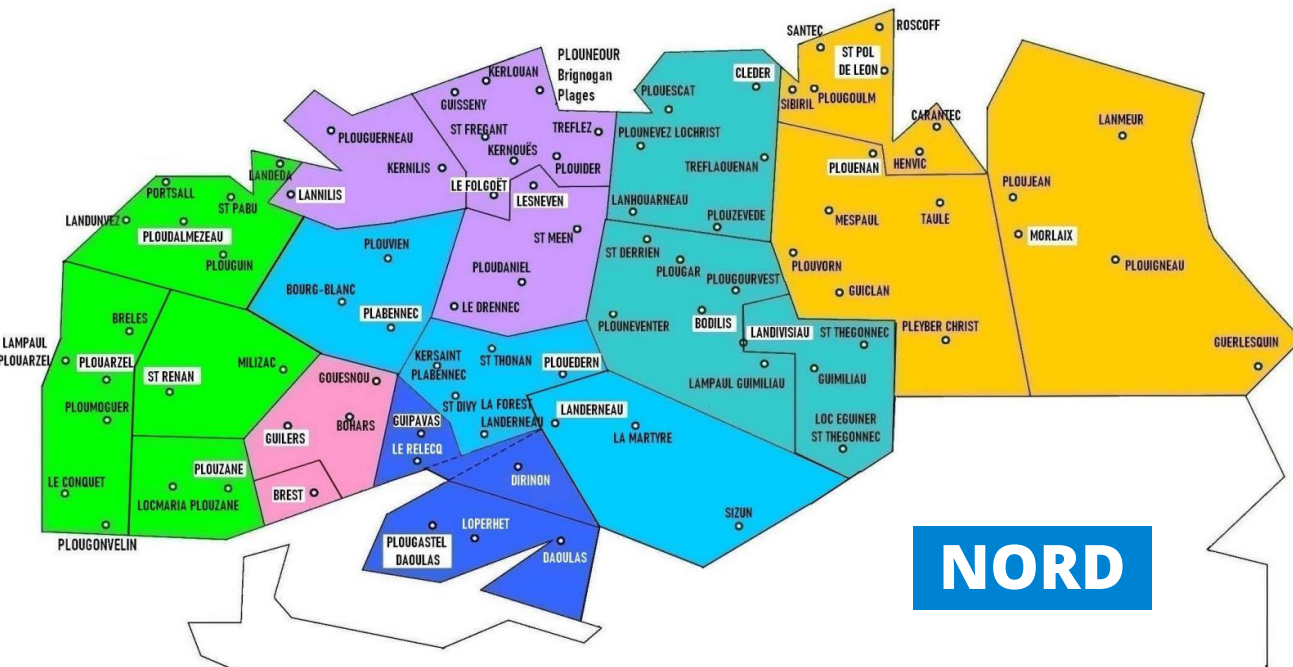 SANTEC
ROSCOFF
ST POL
DE LEON
SIBIRIL
PLOUGOULM
CARANTEC
HENVIC
PLOUENAN
MESPAUL
TAULE
PLOUVORN
GUICLAN
PLEYBER CHRIST
LANMEUR
PLOUJEAN
MORLAIX
PLOUIGNEAU
GUERLESQUIN
PLOUNEOUR
Brignogan
Plages
KERLOUAN
GUISSENY
ST FREGANT
TREFLEZ
KERNOUËS
PLOUIDER
PLOUGUERNEAU
KERNILIS
LE FOLGOËT
LESNEVEN
LANNILIS
ST MEEN
PLOUDANIEL
LE DRENNEC
CLEDER
PLOUESCAT
PLOUNEVEZ LOCHRIST
TREFLAOUENAN
LANHOUARNEAU
PLOUZEVEDE
ST DERRIEN
PLOUGAR
PLOUGOURVEST
PLOUNEVENTER
BODILIS
LANDIVISIAU
ST THEGONNEC
LAMPAUL GUIMILIAU
GUIMILIAU
LOC EGUINER
ST THEGONNEC
LANDEDA
PORTSALL
ST PABU
LANDUNVEZ
PLOUDALMEZEAU
PLOUGUIN
BRELES
LAMPAUL
PLOUARZEL
PLOUARZEL
ST RENAN
MILIZAC
PLOUMOGUER
PLOUZANE
LE CONQUET
LOCMARIA PLOUZANE
PLOUGONVELIN
PLOUVIEN
BOURG-BLANC
PLABENNEC
KERSAINT
PLABENNEC
ST THONAN
PLOUEDERN
ST DIVY
LA FOREST
LANDERNEAU
LANDERNEAU
LA MARTYRE
SIZUN
GOUESNOU
BOHARS
GUILERS
BREST
GUIPAVAS
LE RELECQ
DIRINON
LOPERHET
PLOUGASTEL
DAOULAS
DAOULAS
NORD